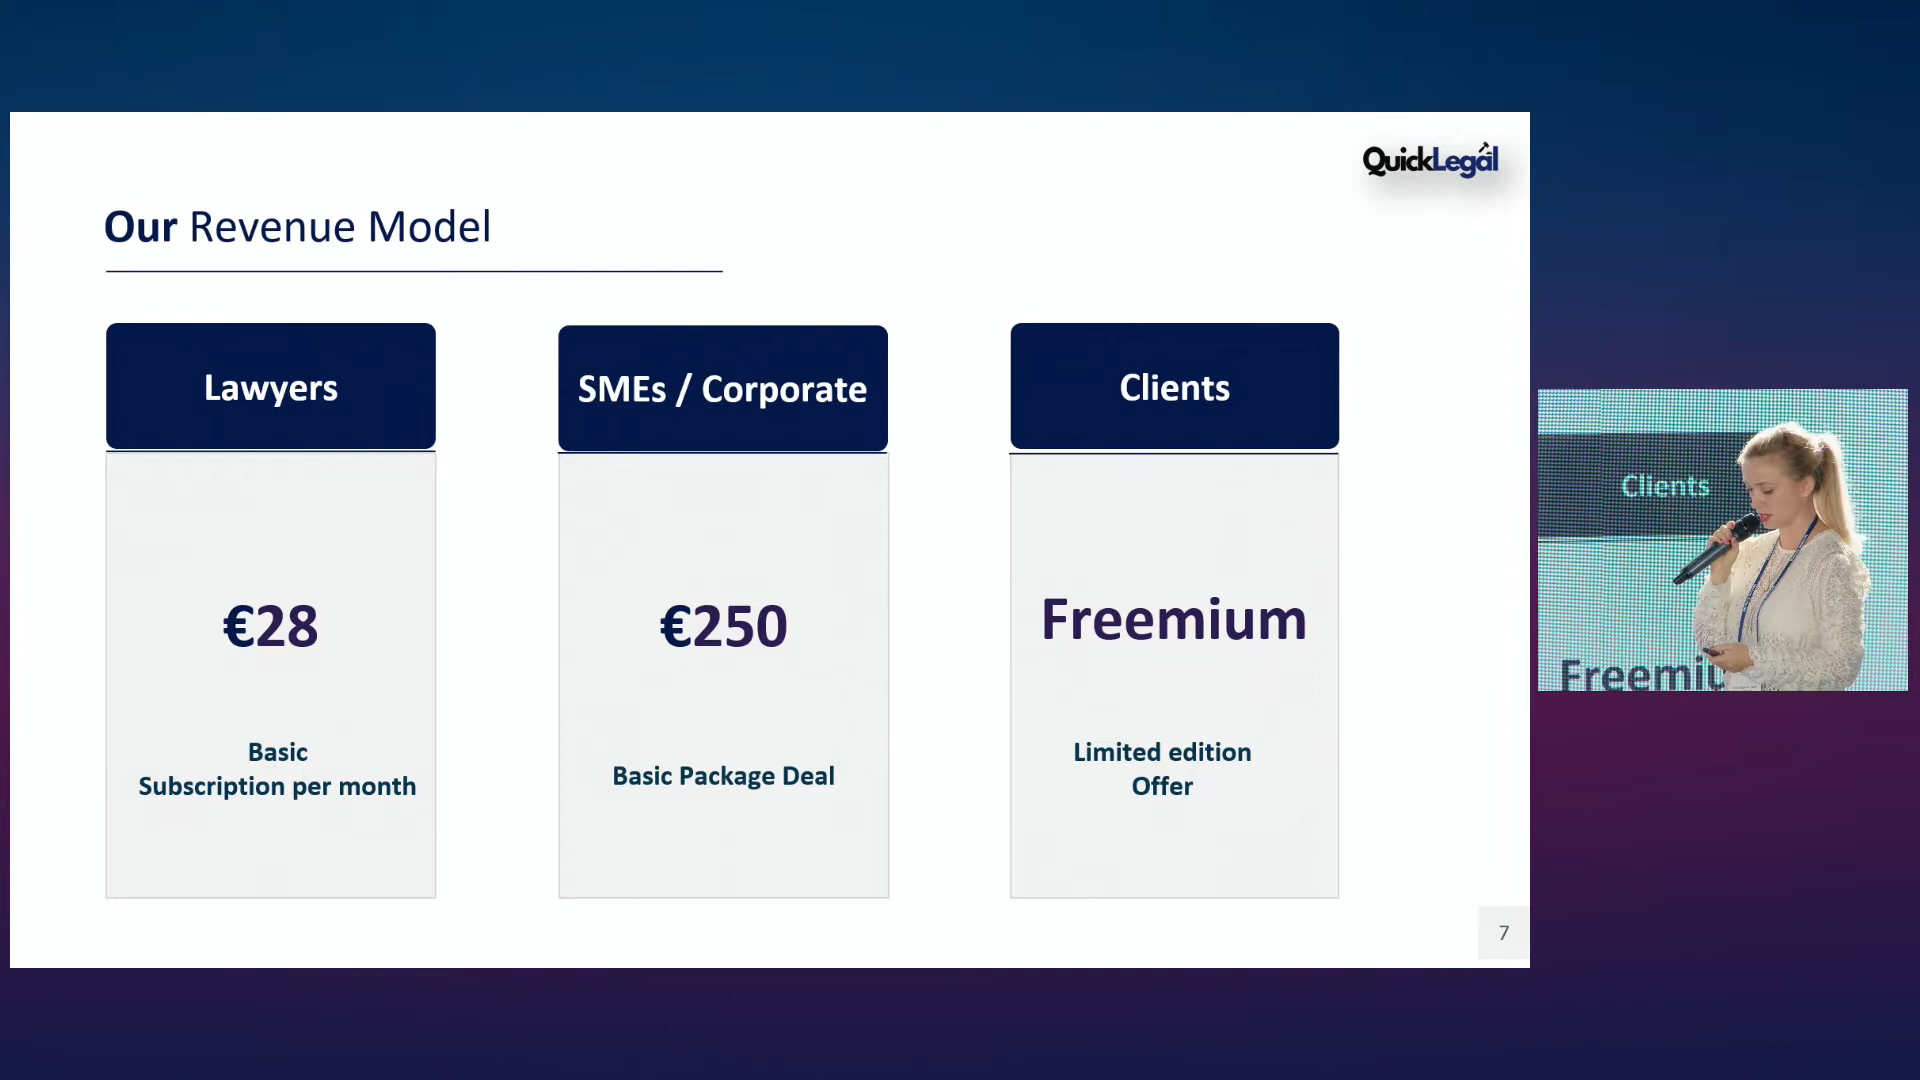 QuickLegal
Our Revenue Model
Lawyers
€28
Basic
Subscription per month
SMEs / Corporate
€250
Basic Package Deal
Clients
Freemium
Limited edition
Offer
7
Clients
Freemiu